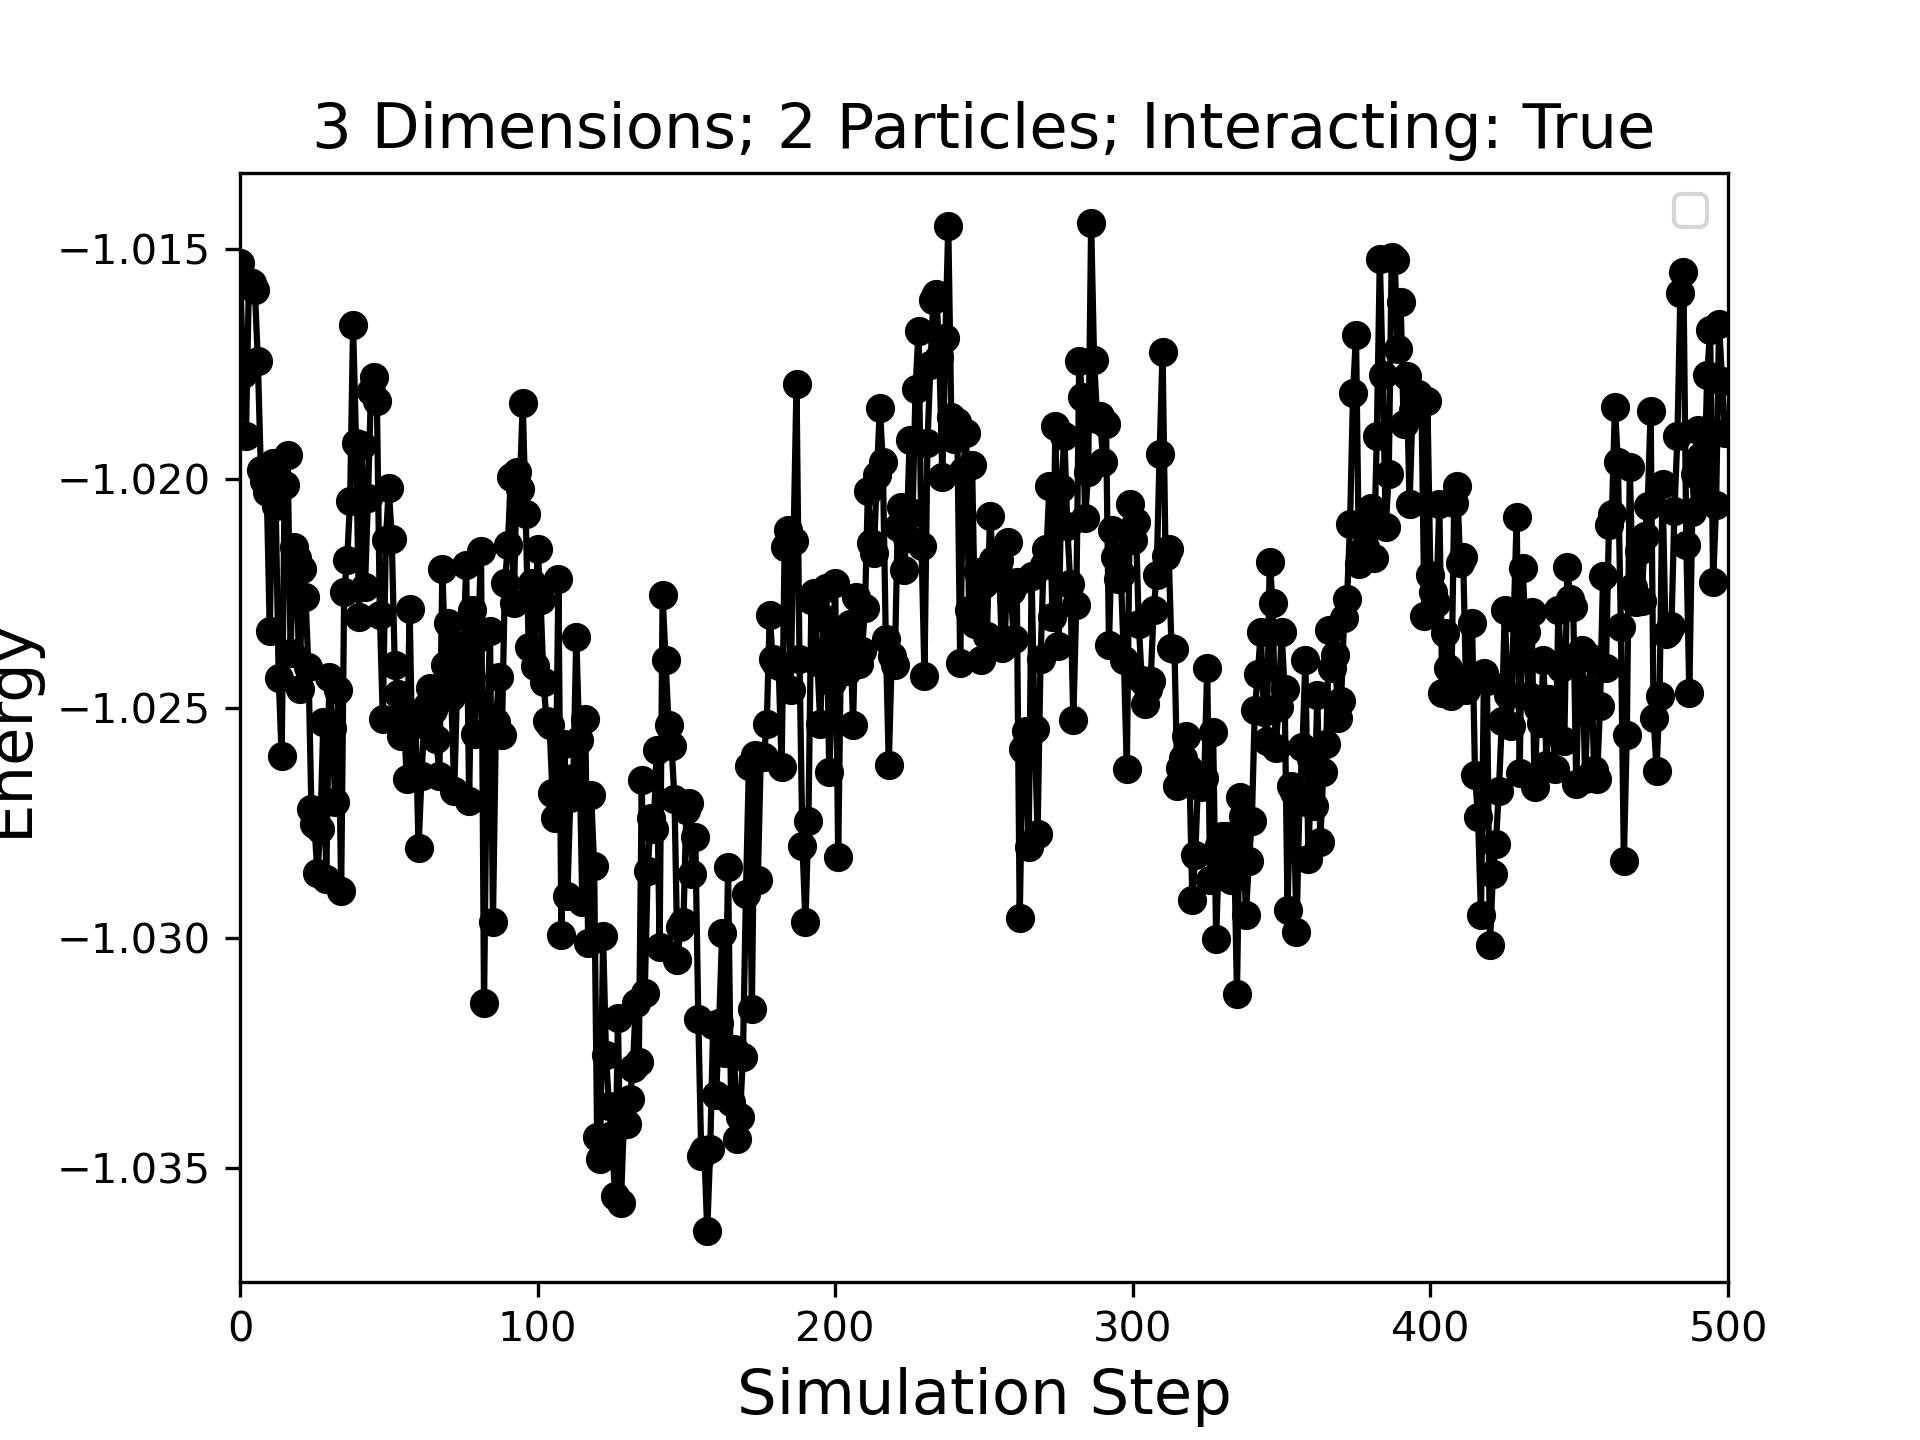 3 Dimensions; 2 Particles; Interacting: True
Energy
−1.015
−1.020
−1.025
−1.030
−1.035
0 100 200 300 400 500
Simulation Step